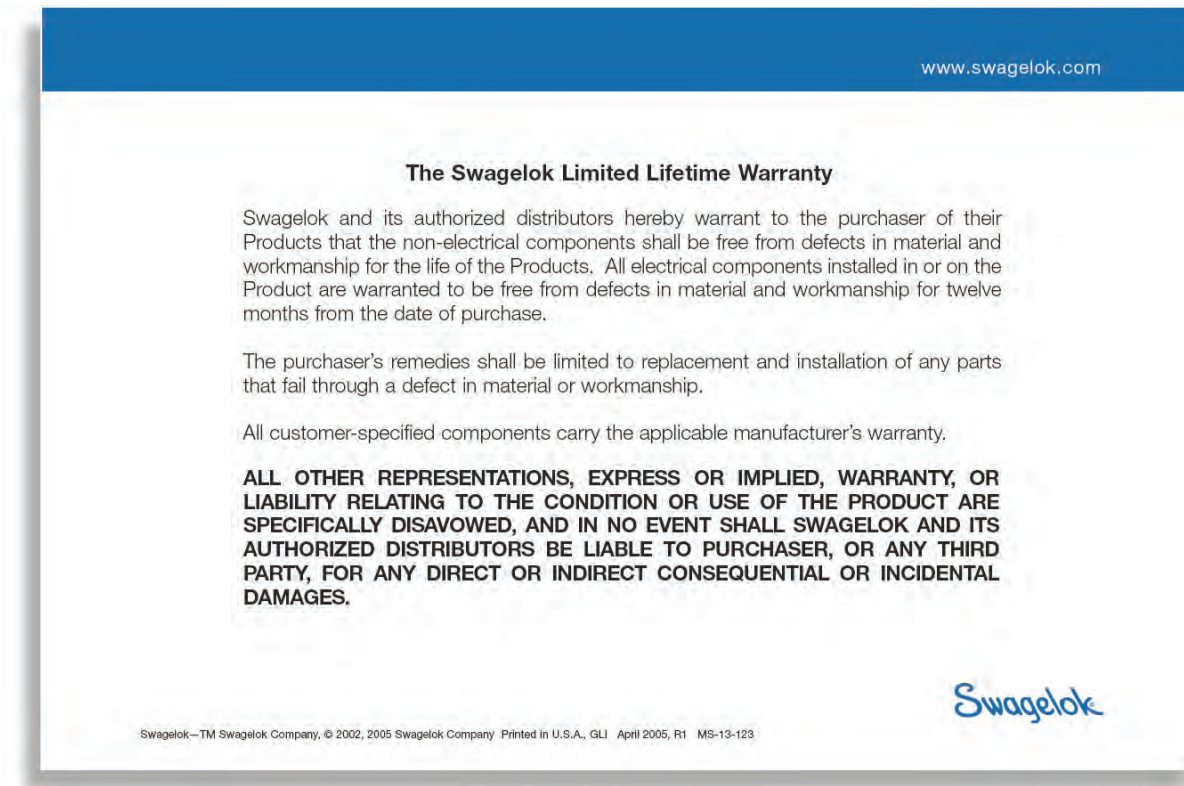 www.swagelok.com
The Swagelok Limited Lifetime Warranty
Swagelok and its authorized distributors hereby warrant to the purchaser of their
Products that the non-electrical components shall be free from defects in material and
workmanship for the life of the Products.  All electrical components installed in or on the
Product are warranted to be free from defects in material and workmanship for twelve
months from the date of purchase.
The purchaser’s remedies shall be limited to replacement and installation of any parts
that fail through a defect in material or workmanship.
All customer-specified components carry the applicable manufacturer’s warranty.
ALL OTHER REPRESENTATIONS, EXPRESS OR IMPLIED, WARRANTY, OR
LIABILITY RELATING TO THE CONDITION OR USE OF THE PRODUCT ARE
SPECIFICALLY DISAVOWED, AND IN NO EVENT SHALL SWAGELOK AND ITS
AUTHORIZED DISTRIBUTORS BE LIABLE TO PURCHASER, OR ANY THIRD
PARTY, FOR ANY DIRECT OR INDIRECT CONSEQUENTIAL OR INCIDENTAL
DAMAGES.
Swagelok
Swagelok—TM Swagelok Company, © 2002, 2005 Swagelok Company  Printed in U.S.A., GLI  April 2005, R1  MS-13-123